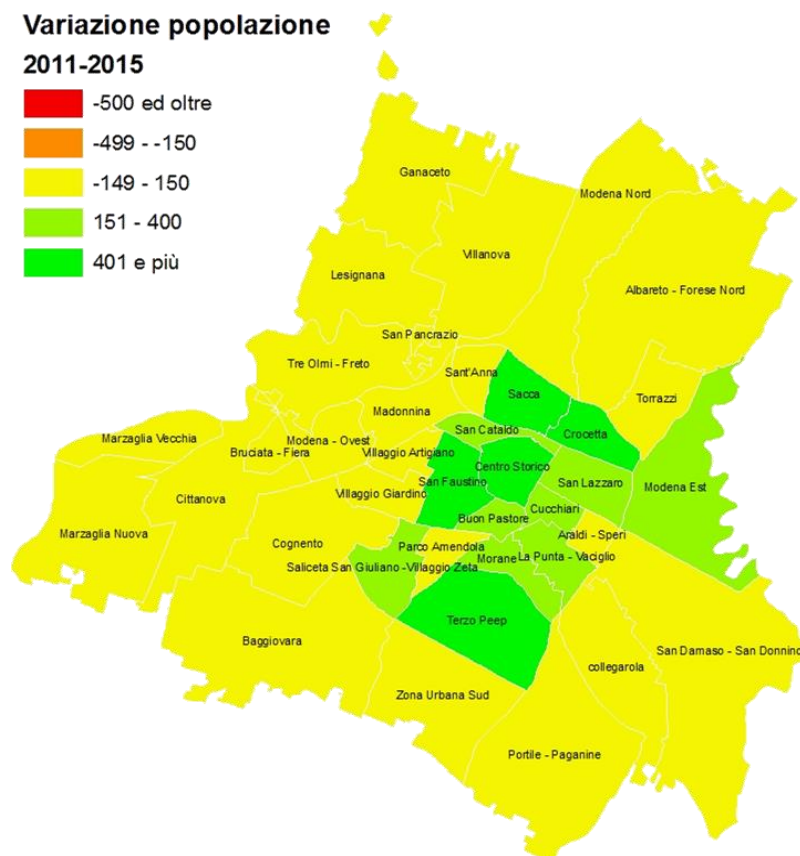 Variazione popolazione
2011-2015
-500 ed oltre
-499 - -150
-149 - 150
151 - 400
401 e più
Ganaceto
Modena Nord
Villanova
Lesignana
Albareto - Forese Nord
San Pancrazio
Tre Olmi - Freto
Sant'Anna
Sacca
Torrazzi
Madonnina
San Cataldo
Crocetta
Marzaglia Vecchia
Modena - Ovest
Bruciata - Fiera
Villaggio Artigiano
Centro Storico
San Faustino
San Lazzaro
Modena Est
Cittanova
Villaggio Giardino
Cucchiari
Buon Pastore
Marzaglia Nuova
Araldi - Speri
Cognento
Parco Amendola
Morane
La Punta - Vaciglio
Saliceta San Giuliano-Villaggio Zeta
Terzo Peep
Baggiovara
San Damaso - San Donnino
collegarola
Zona Urbana Sud
Portile - Paganine